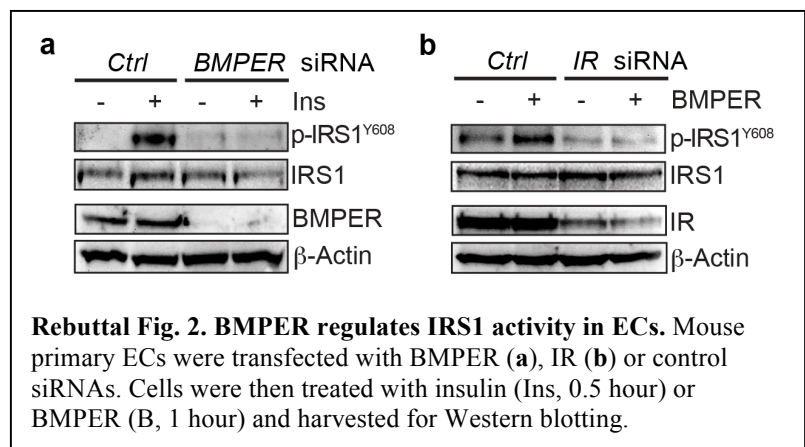 a b
Ctrl BMPER siRNA Ctrl IR siRNA
- + - + Ins - + - + BMPER
p-IRS1Y608 p-IRS1Y608
IRS1 IRS1
BMPER IR
β-Actin β-Actin
Rebuttal Fig. 2. BMPER regulates IRS1 activity in ECs. Mouse
primary ECs were transfected with BMPER (a), IR (b) or control
siRNAs. Cells were then treated with insulin (Ins, 0.5 hour) or
BMPER (B, 1 hour) and harvested for Western blotting.